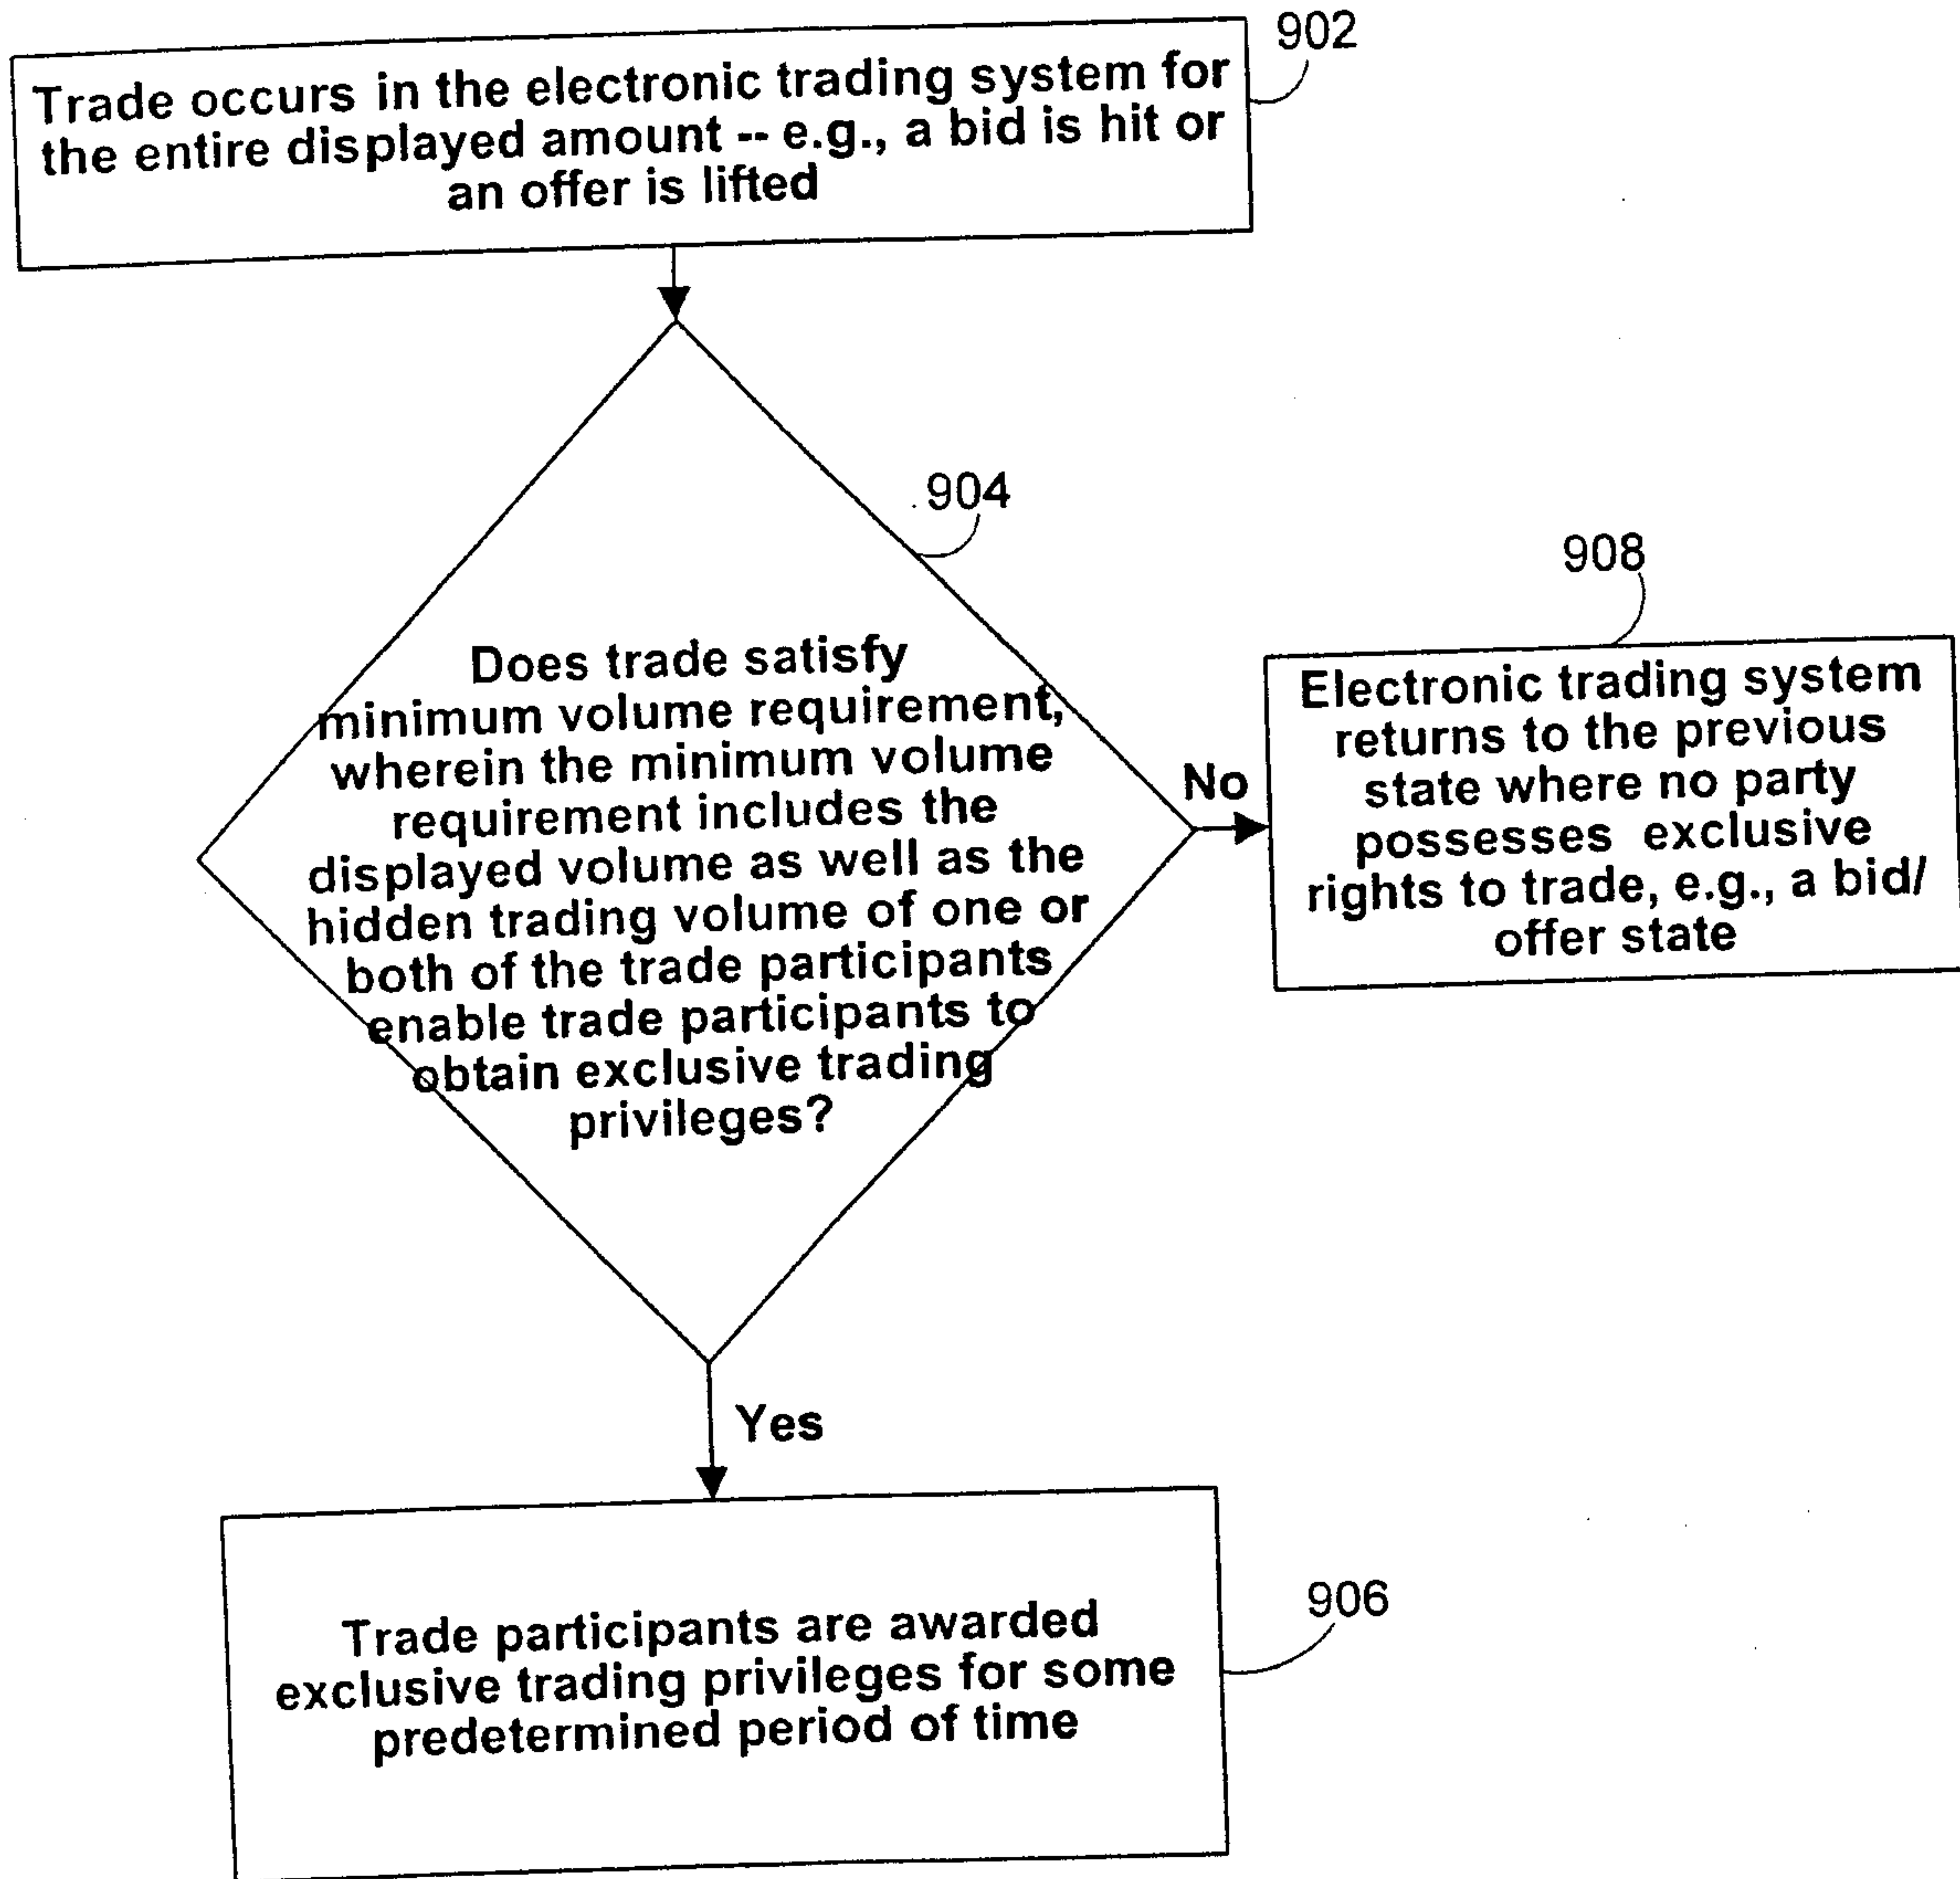 902
Trade occurs in the electronic trading system for
the entire displayed amount -- e.g., a bid is hit or
an offer is lifted
904
Does trade satisfy
minimum volume requirement,
wherein the minimum volume
requirement includes the
displayed volume as well as the
hidden trading volume of one or
both of the trade participants
enable trade participants to
obtain exclusive trading
privileges?
No
908
Electronic trading system
returns to the previous
state where no party
possesses exclusive
rights to trade, e.g., a bid/
offer state
Yes
906
Trade participants are awarded
exclusive trading privileges for some
predetermined period of time